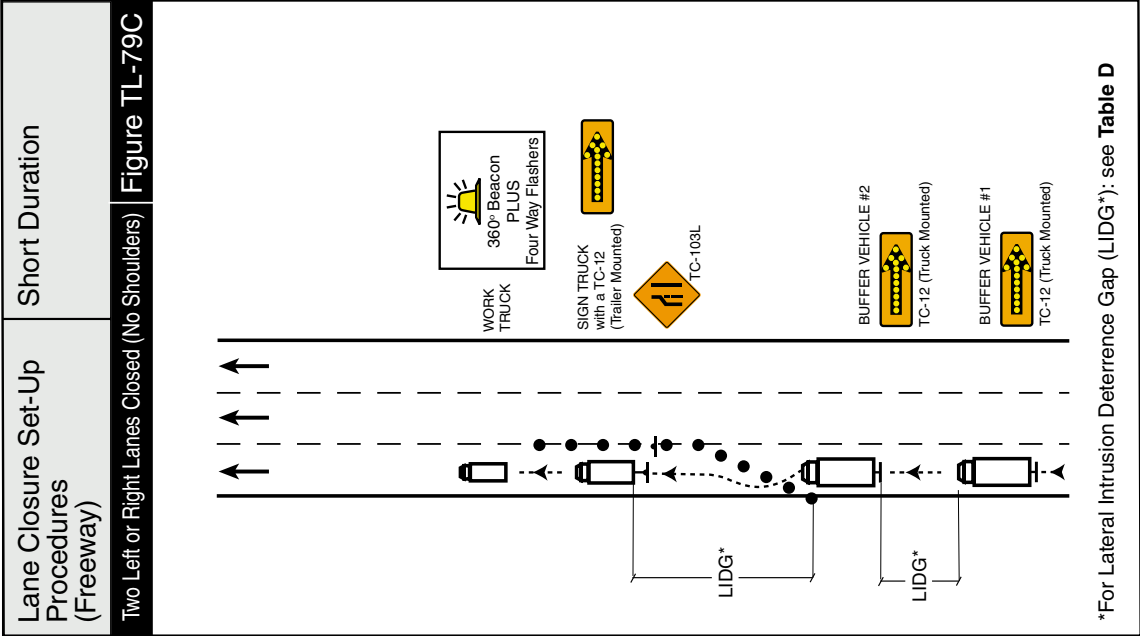 Lane Closure Set-Up
Procedures
(Freeway)
Short Duration
Two Left or Right Lanes Closed (No Shoulders)
Figure TL-79C
360° Beacon
PLUS
Four Way Flashers
WORK
TRUCK
SIGN TRUCK
with a TC-12
(Trailer Mounted)
TC-103L
BUFFER VEHICLE #2
TC-12 (Truck Mounted)
BUFFER VEHICLE #1
TC-12 (Truck Mounted)
LIDG*
LIDG*
*For Lateral Intrusion Deterrence Gap (LIDG*): see Table D